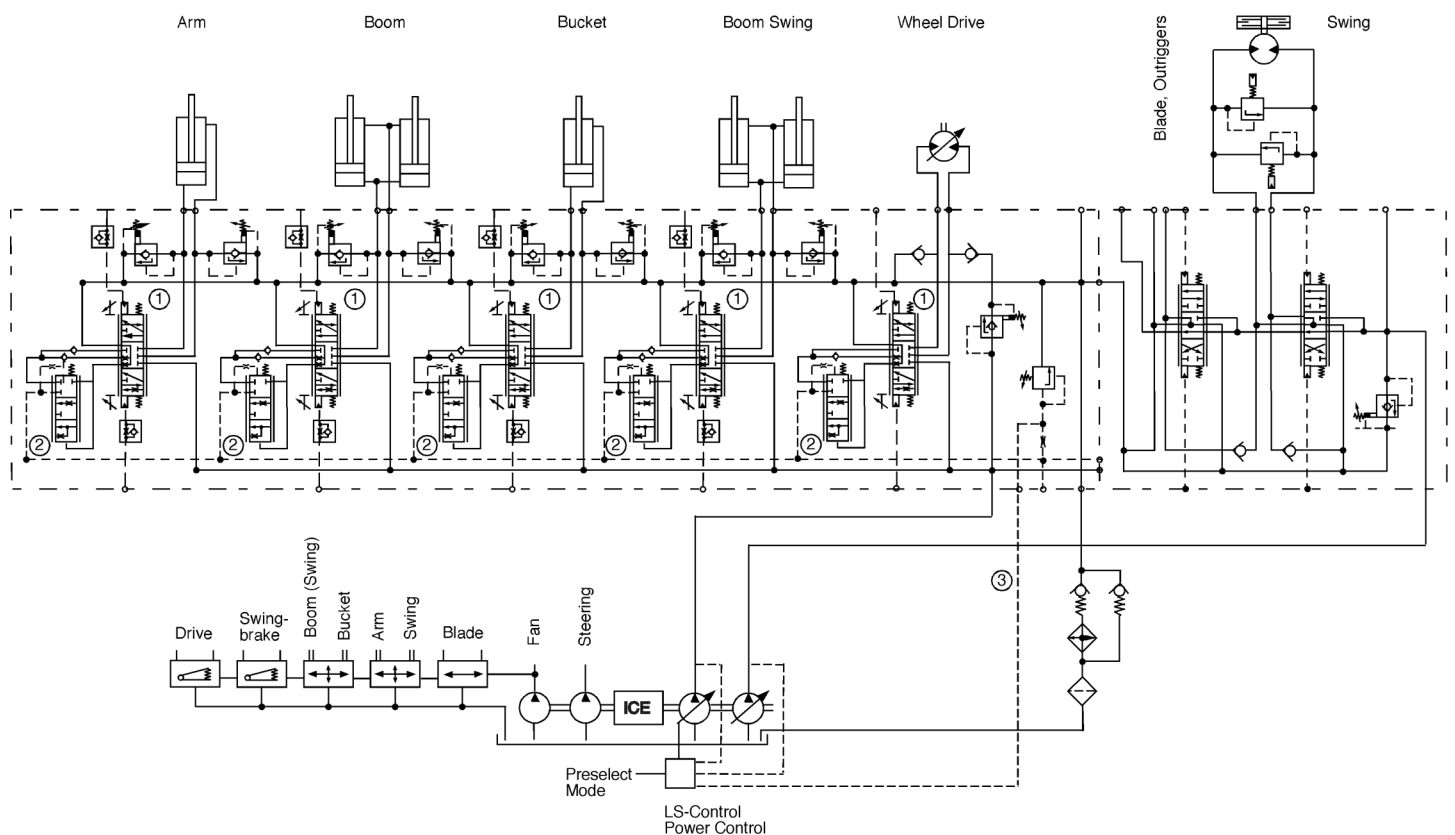 Arm
Boom
Bucket
Boom Swing
Wheel Drive
Blade, Outriggers
Swing
1
1
1
1
1
2
2
2
2
2
3
Drive
Swing-
brake
Boom (Swing)
Bucket
Arm
Swing
Blade
Fan
Steering
ICE
Preselect
Mode
LS-Control
Power Control